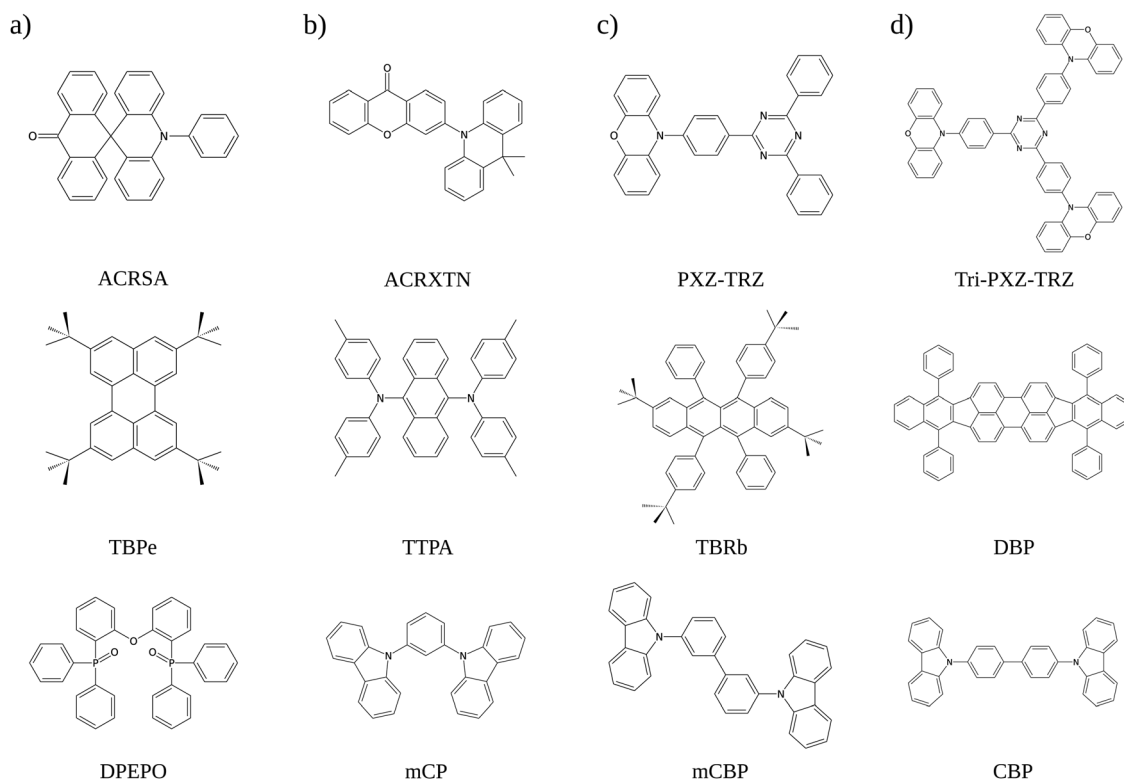 a) b) c) d)
ACRSA ACRXTN PXZ-TRZ Tri-PXZ-TRZ
TBPe TTPA TBRb DBP
DPEPO mCP mCBP CBP
O N
O O N
O N N N N
O N N N N N O N O
N N
P O O O P
N N
N N
N N